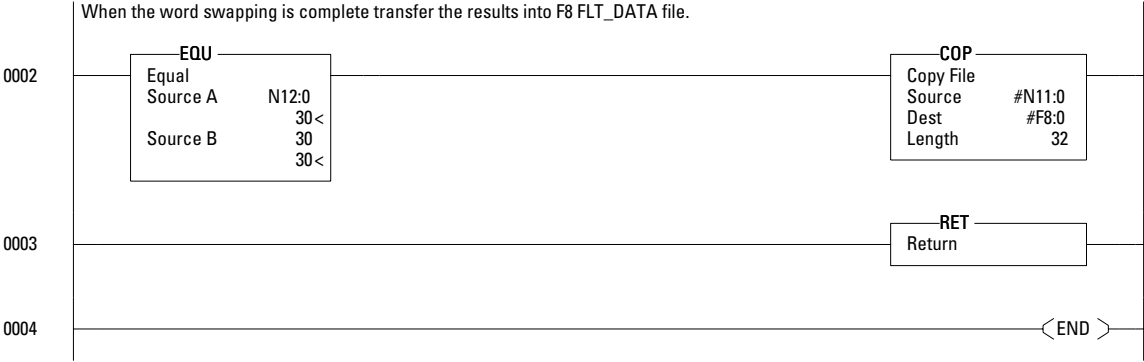 When the word swapping is complete transfer the results into F8 FLT_DATA file.
EQU
0002
Equal
Source A N12:0
30<
Source B 30
30<
COP
Copy File
Source #N11:0
Dest #F8:0
Length 32
RET
0003
Return
0004
END